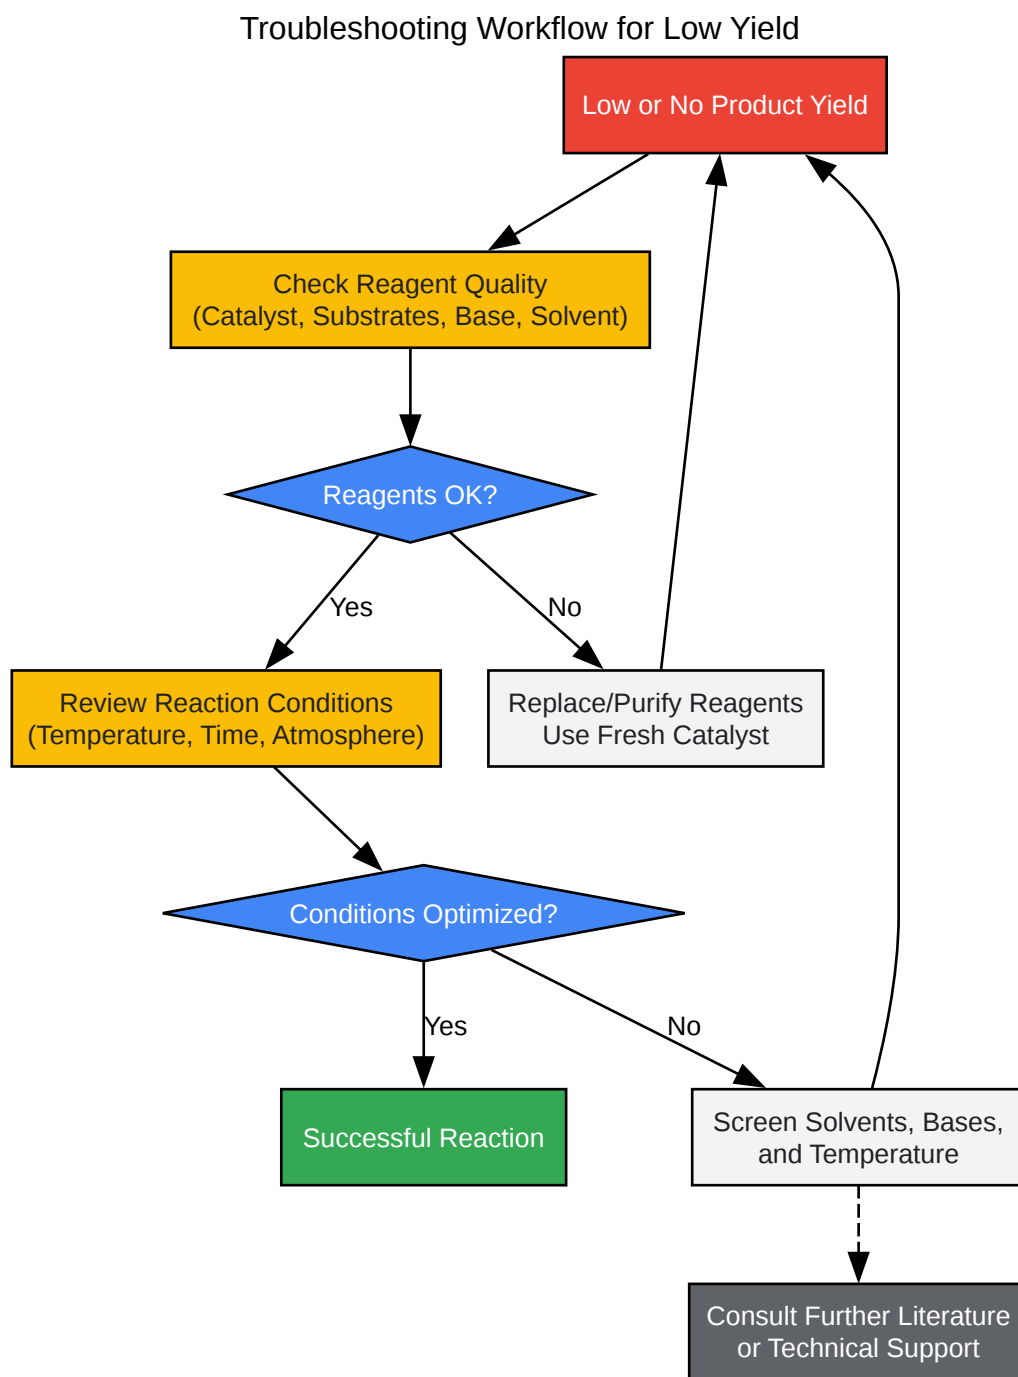 Troubleshooting Workflow for Low Yield
Low or No Product Yield
Check Reagent Quality
(Catalyst, Substrates, Base, Solvent)
Reagents OK?
Yes
No
Review Reaction Conditions
(Temperature, Time, Atmosphere)
Replace/Purify Reagents
Use Fresh Catalyst
Conditions Optimized?
Yes
No
Successful Reaction
Screen Solvents, Bases,
and Temperature
Consult Further Literature
or Technical Support